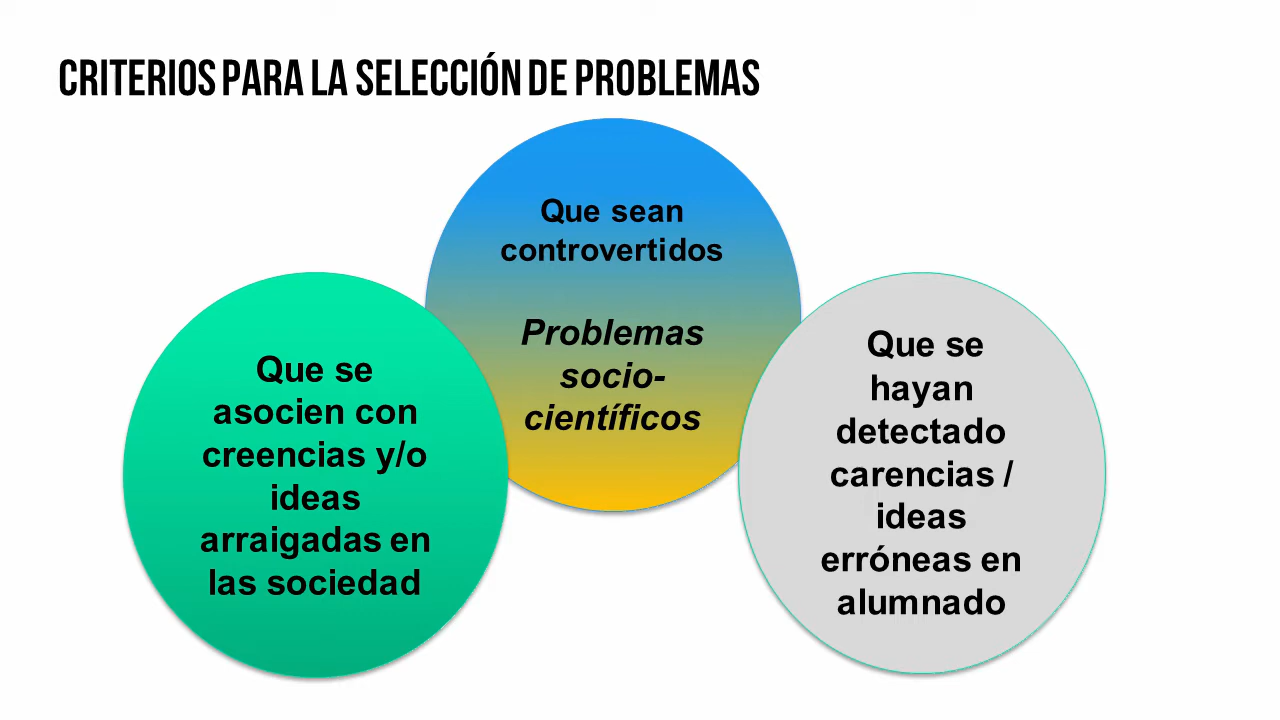 CRITERIOS PARA LA SELECCIÓN DE PROBLEMAS
Que sean
controvertidos
Problemas
socio-
científicos
Que se
asocien con
creencias y/o
ideas
arraigadas en
las sociedad
Que se
hayan
detectado
carencias /
ideas
erróneas en
alumnado